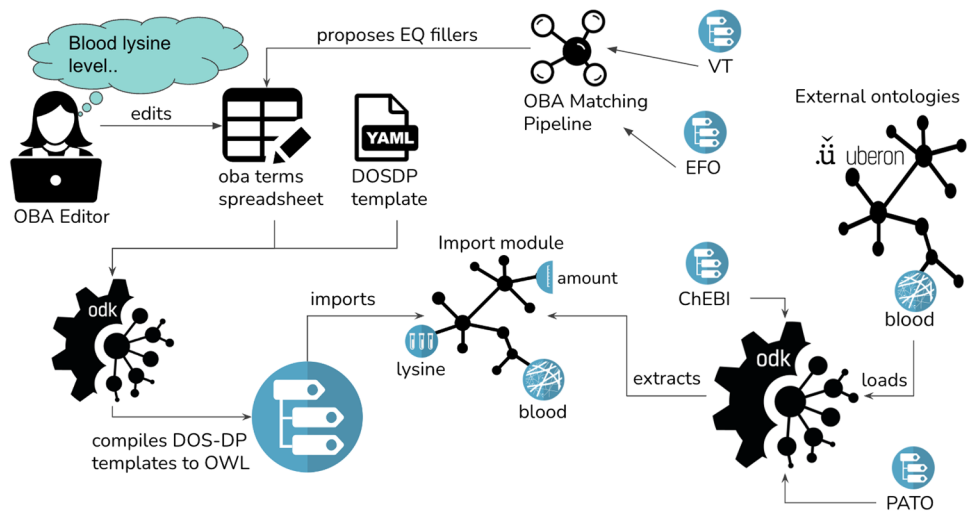 Blood lysine
level..
proposes EQ fillers
VT
OBA Matching
Pipeline
External ontologies
edits
YAML
EFO
.ǚ uberon
oba terms
spreadsheet
DOSDP
template
OBA Editor
Import module
amount
ChEBI
odk
imports
blood
lysine
odk
extracts
loads
blood
compiles DOS-DP
templates to OWL
PATO